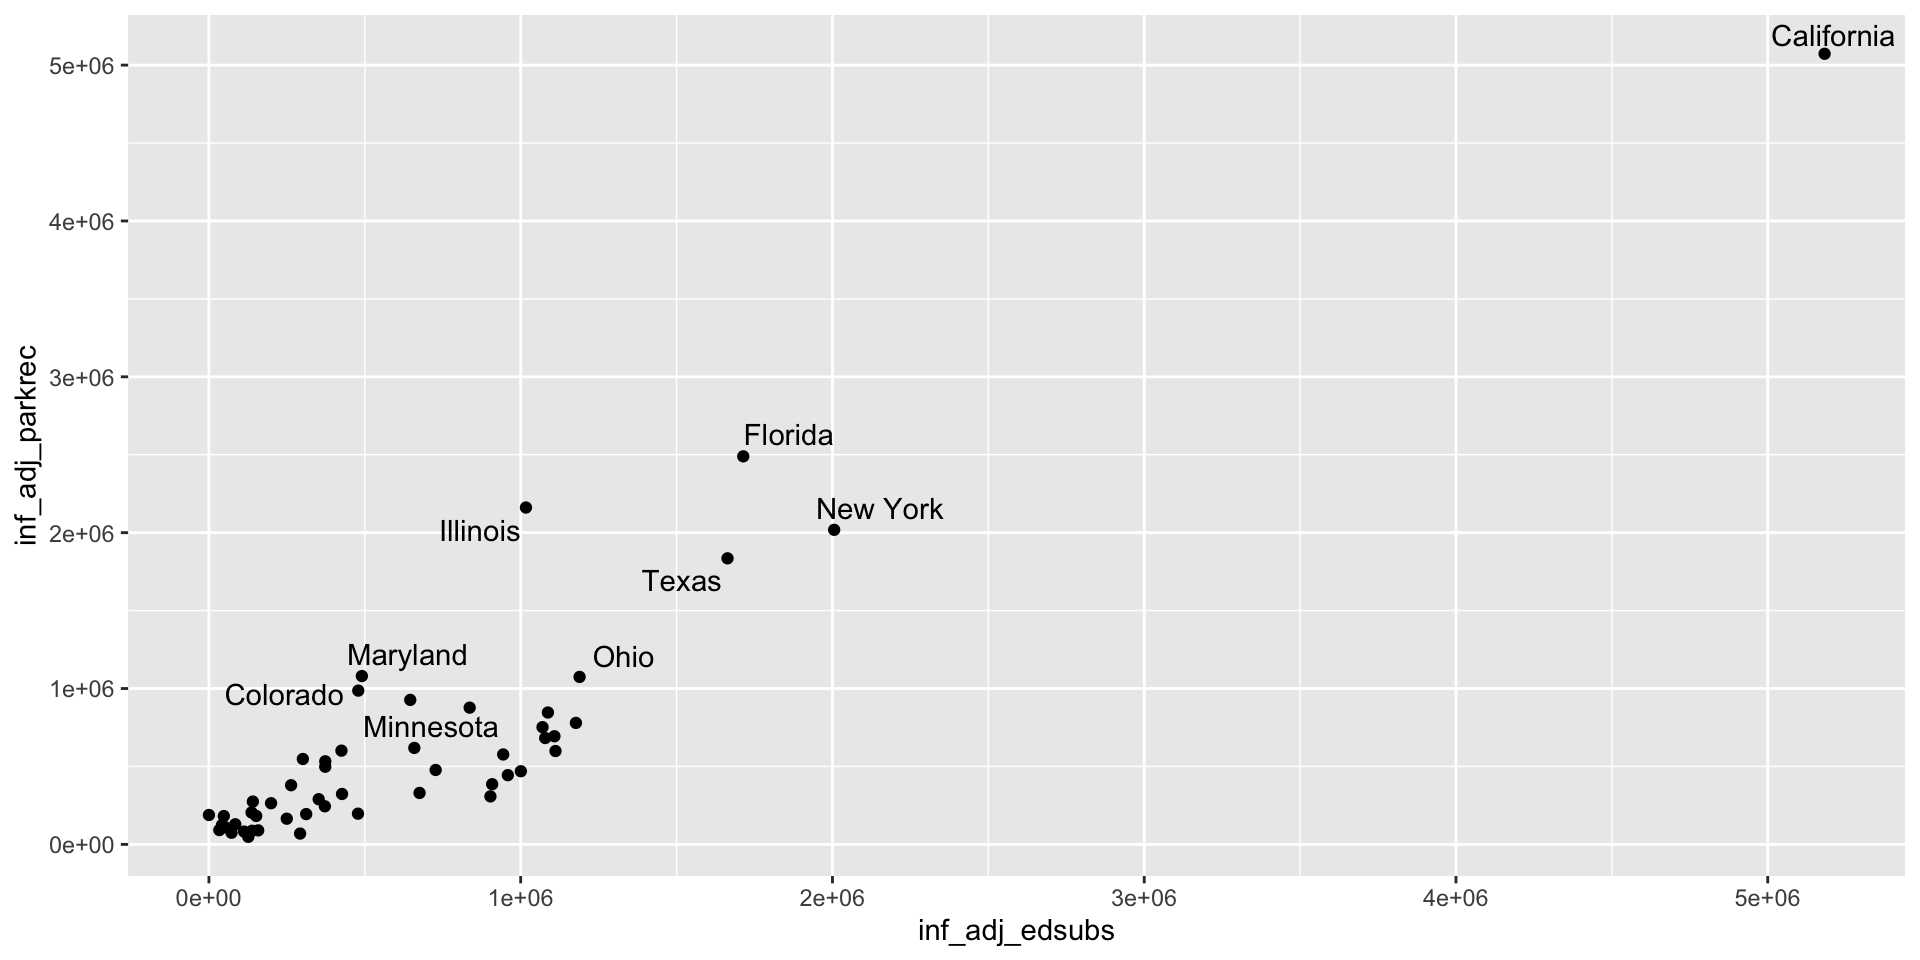 California
5e+06
4e+06
3e+06
Florida
New York
Illinois
2e+06
Texas
Maryland
Ohio
Colorado
1e+06
Minnesota
0e+00
inf_adj_parkrec
0e+00 1e+06 2e+06 3e+06 4e+06 5e+06
inf_adj_edsubs